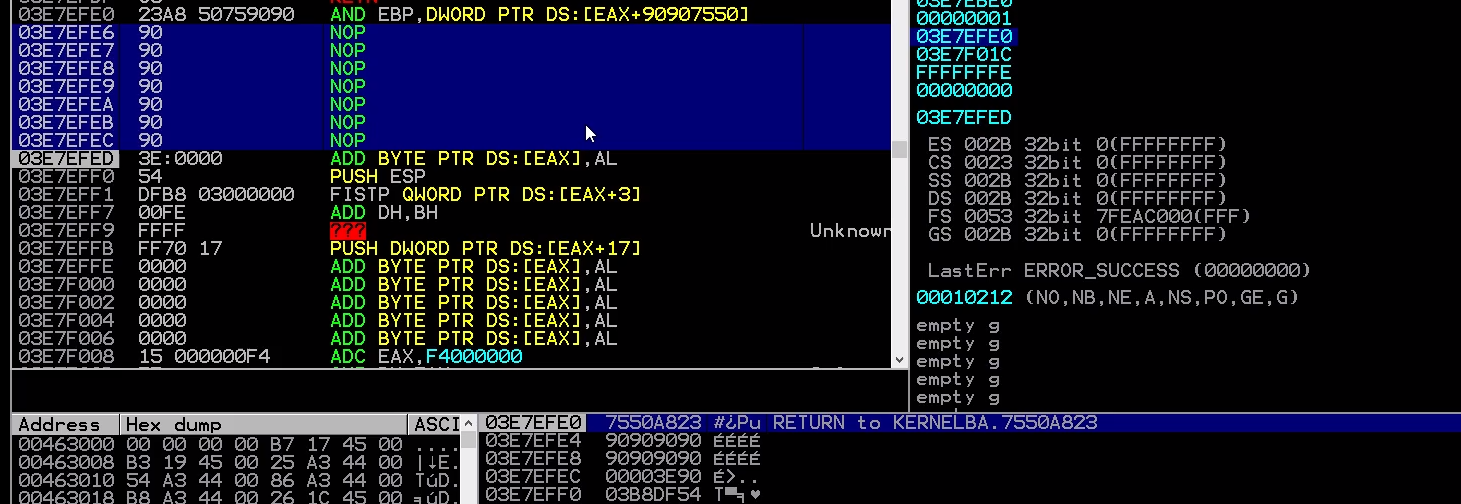 RETN
03E7EFE0 23A8 50759090 AND EBP,DWORD PTR DS:[EAX+90907550]
03E7EFE6 90 NOP
03E7EFE7 90 NOP
03E7EFE8 90 NOP
03E7EFE9 90 NOP
03E7EFEA 90 NOP
03E7EFEB 90 NOP
03E7EFEC 90 NOP
03E7EFED 3E:0000 ADD BYTE PTR DS:[EAX],AL
03E7EFF0 54 PUSH ESP
03E7EFF1 DFB8 03000000 FISTP QWORD PTR DS:[EAX+3]
03E7EFF7 00FE ADD DH,BH
03E7EFF9 FFFF ??? Unknown
03E7EFFB FF70 17 PUSH DWORD PTR DS:[EAX+17]
03E7EFFE 0000 ADD BYTE PTR DS:[EAX],AL
03E7F000 0000 ADD BYTE PTR DS:[EAX],AL
03E7F002 0000 ADD BYTE PTR DS:[EAX],AL
03E7F004 0000 ADD BYTE PTR DS:[EAX],AL
03E7F006 0000 ADD BYTE PTR DS:[EAX],AL
03E7F008 15 000000F4 ADC EAX,F4000000
03E7EBE0
00000001
03E7EFE0
03E7F01C
FFFFFFFE
00000000
03E7EFED
ES 002B 32bit 0(FFFFFFFF)
CS 0023 32bit 0(FFFFFFFF)
SS 002B 32bit 0(FFFFFFFF)
DS 002B 32bit 0(FFFFFFFF)
FS 0053 32bit 7FEAC000(FFF)
GS 002B 32bit 0(FFFFFFFF)
LastErr ERROR_SUCCESS (00000000)
00010212 (NO,NB,NE,A,NS,PO,GE,G)
empty g
empty g
empty g
empty g
empty g
Address Hex dump ASCI
00463000 00 00 00 00 B7 17 45 00 ....
00463008 B3 19 45 00 25 A3 44 00 |↓E.
00463010 54 A3 44 00 86 A3 44 00 TúD.
00463018 B8 A3 44 00 26 1C 45 00 ╕úD.
03E7EFE0 7550A823 #¿Pu RETURN to KERNELBA.7550A823
03E7EFE4 90909090 ÉÉÉÉ
03E7EFE8 90909090 ÉÉÉÉ
03E7EFEC 00003E90 É>..
03E7EFF0 03B8DF54 T▀╕♥